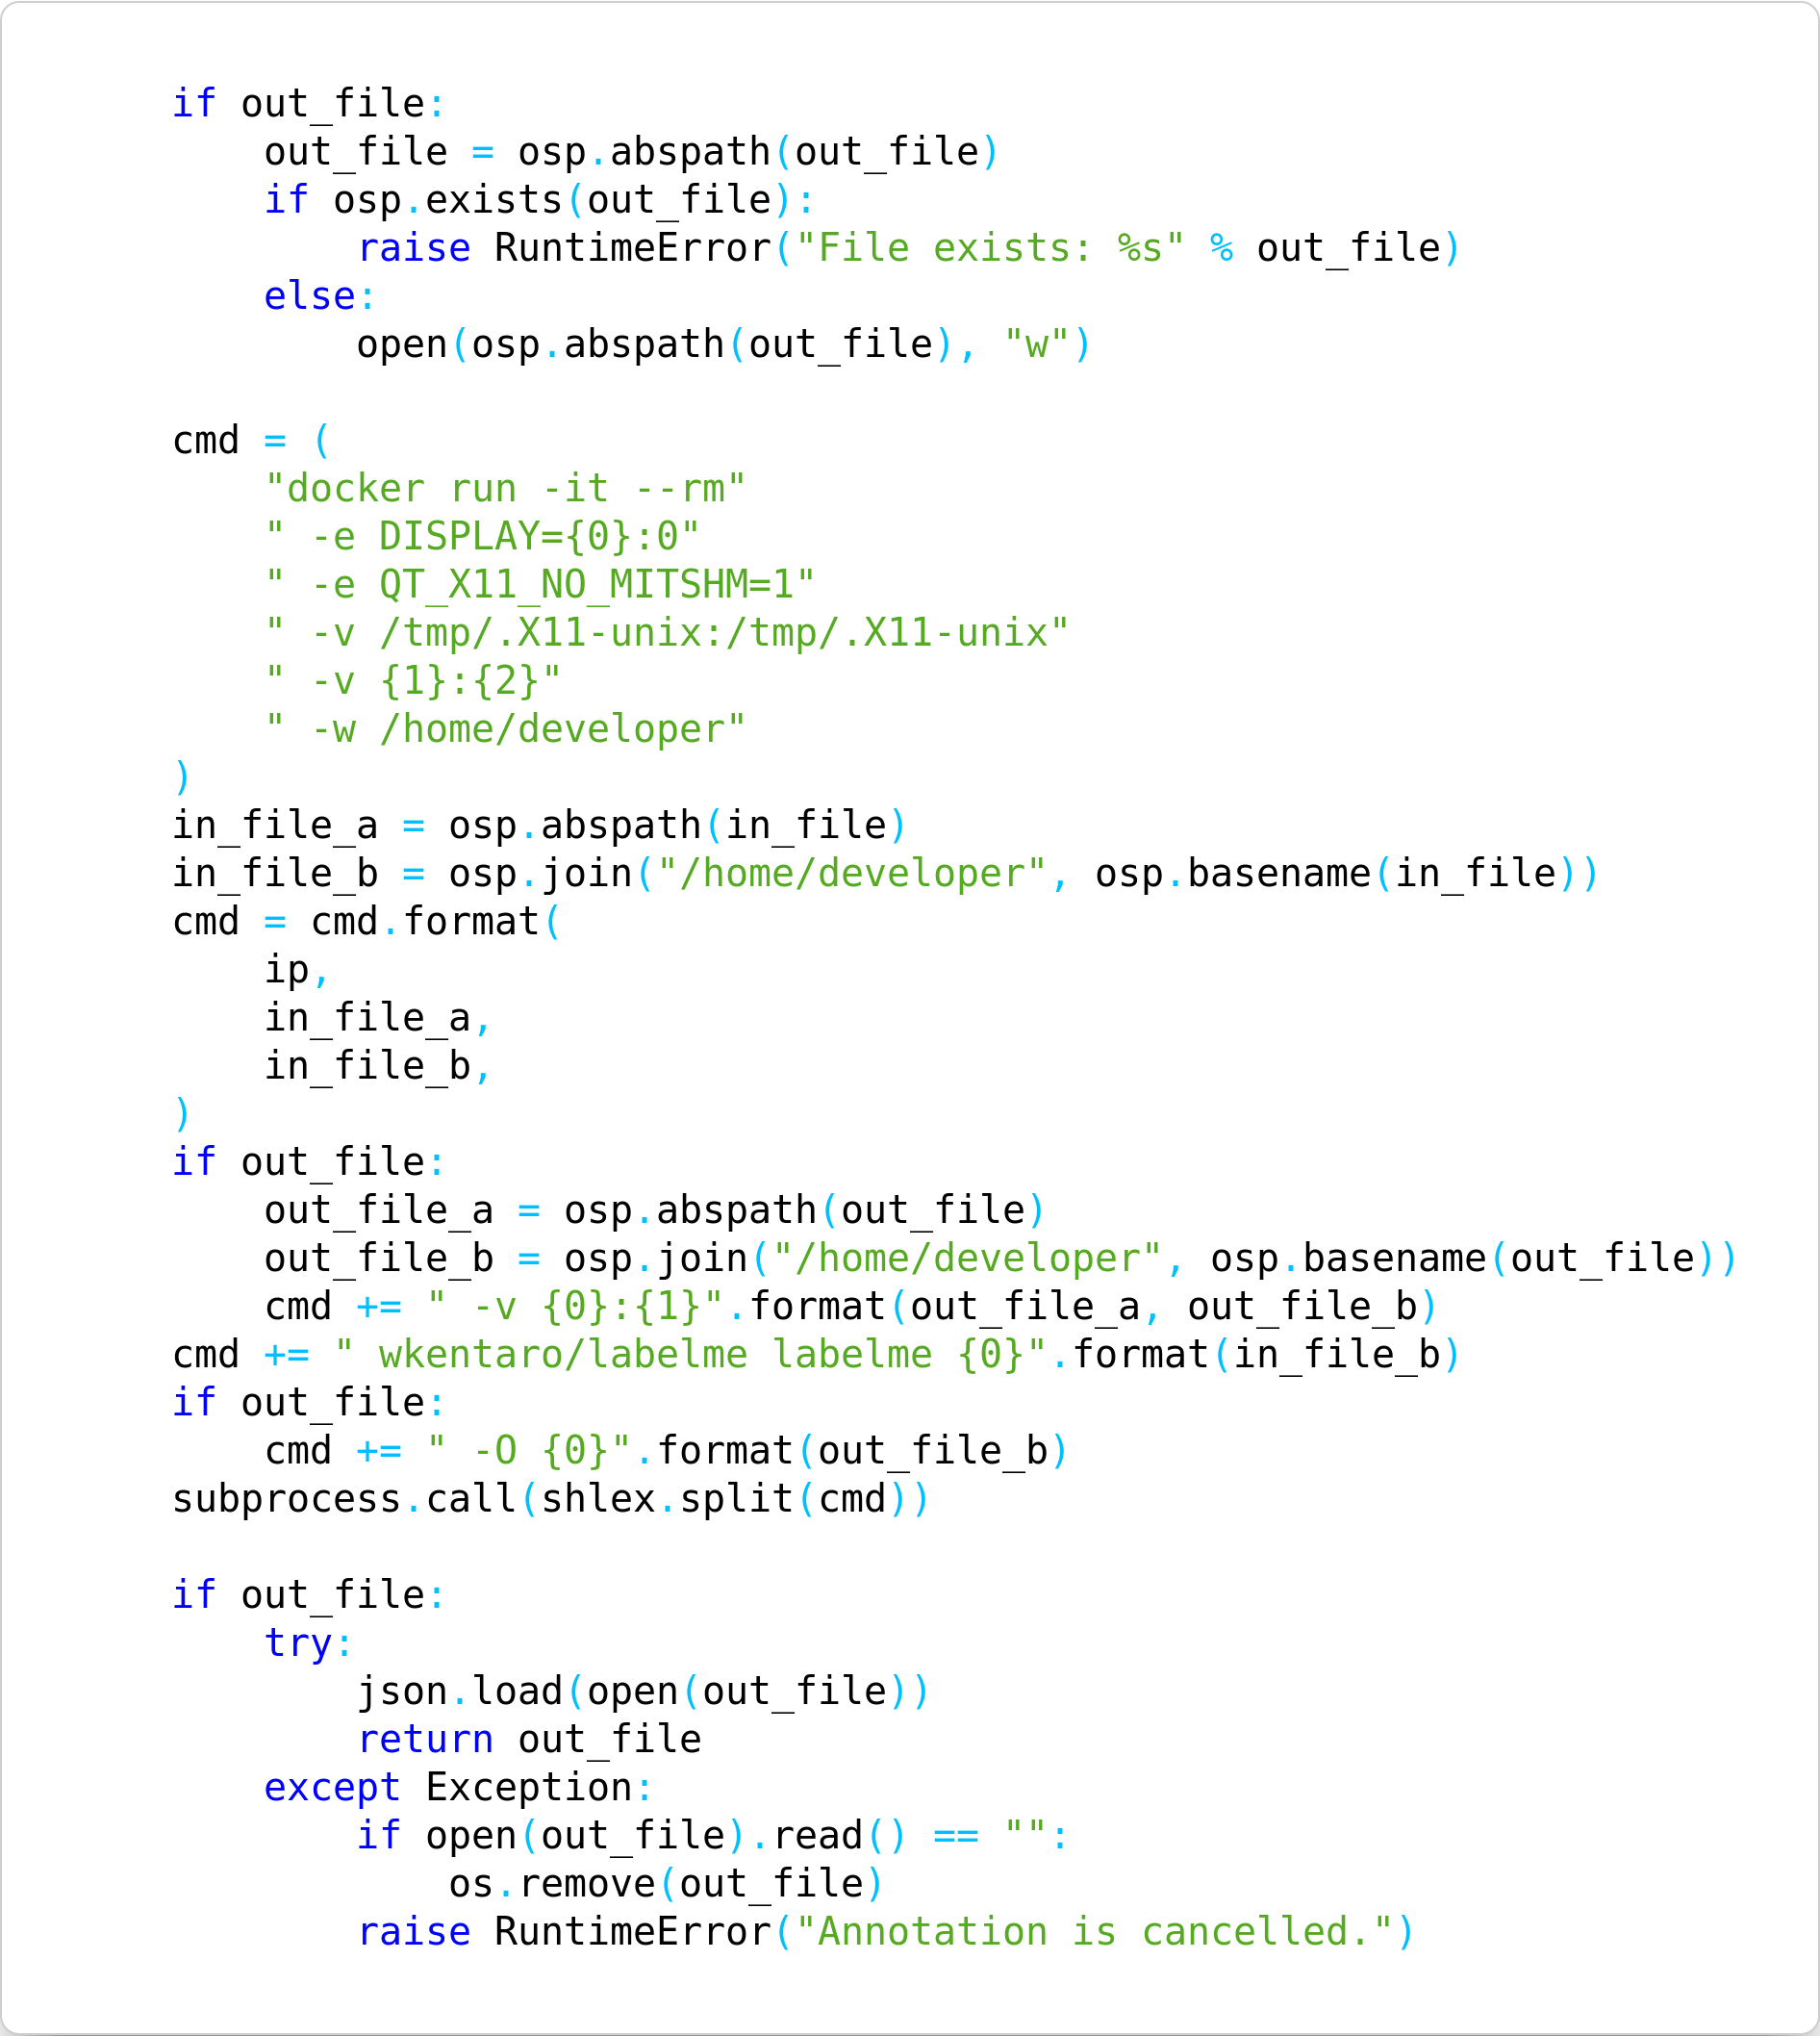 if out_file:
    out_file = osp.abspath(out_file)
    if osp.exists(out_file):
        raise RuntimeError("File exists: %s" % out_file)
    else:
        open(osp.abspath(out_file), "w")

cmd = (
    "docker run -it --rm"
    " -e DISPLAY={0}:0"
    " -e QT_X11_NO_MITSHM=1"
    " -v /tmp/.X11-unix:/tmp/.X11-unix"
    " -v {1}:{2}"
    " -w /home/developer"
)
in_file_a = osp.abspath(in_file)
in_file_b = osp.join("/home/developer", osp.basename(in_file))
cmd = cmd.format(
    ip,
    in_file_a,
    in_file_b,
)
if out_file:
    out_file_a = osp.abspath(out_file)
    out_file_b = osp.join("/home/developer", osp.basename(out_file))
    cmd += " -v {0}:{1}".format(out_file_a, out_file_b)
cmd += " wkentaro/labelme labelme {0}".format(in_file_b)
if out_file:
    cmd += " -O {0}".format(out_file_b)
subprocess.call(shlex.split(cmd))

if out_file:
    try:
        json.load(open(out_file))
        return out_file
    except Exception:
        if open(out_file).read() == "":
            os.remove(out_file)
        raise RuntimeError("Annotation is cancelled.")